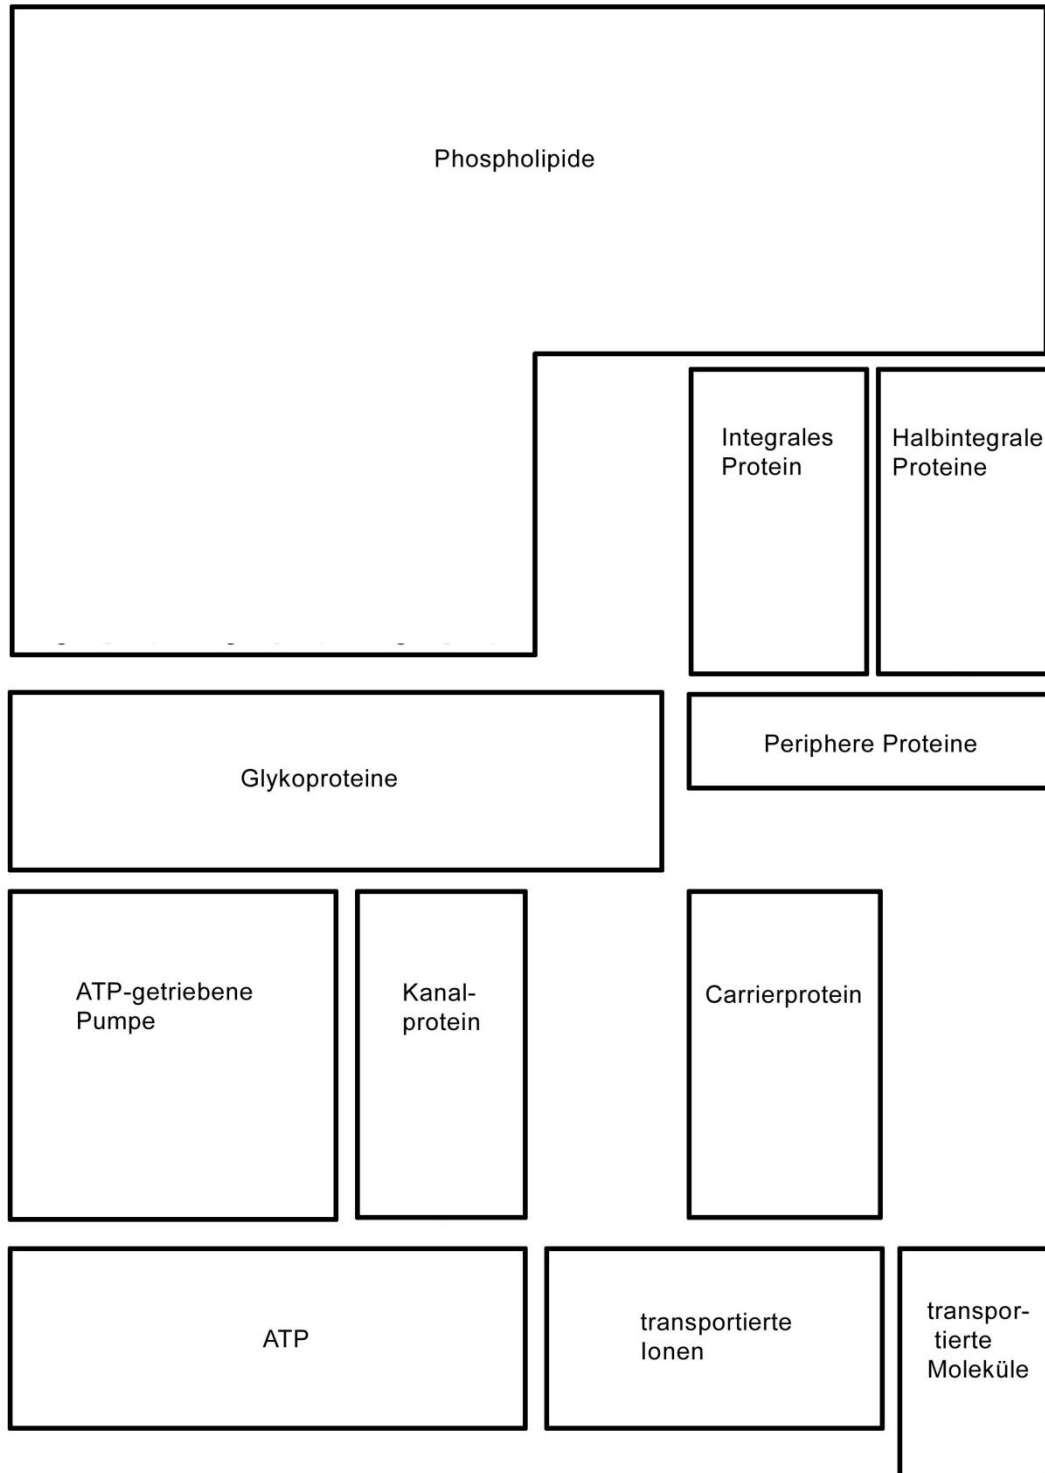 Phospholipide
Integrales
Protein
Halbintegrale
Proteine
Glykoproteine
Periphere Proteine
ATP-getriebene
Pumpe
Kanal-
protein
Carrierprotein
ATP
transportierte
Ionen
transpor-
tierte
Moleküle